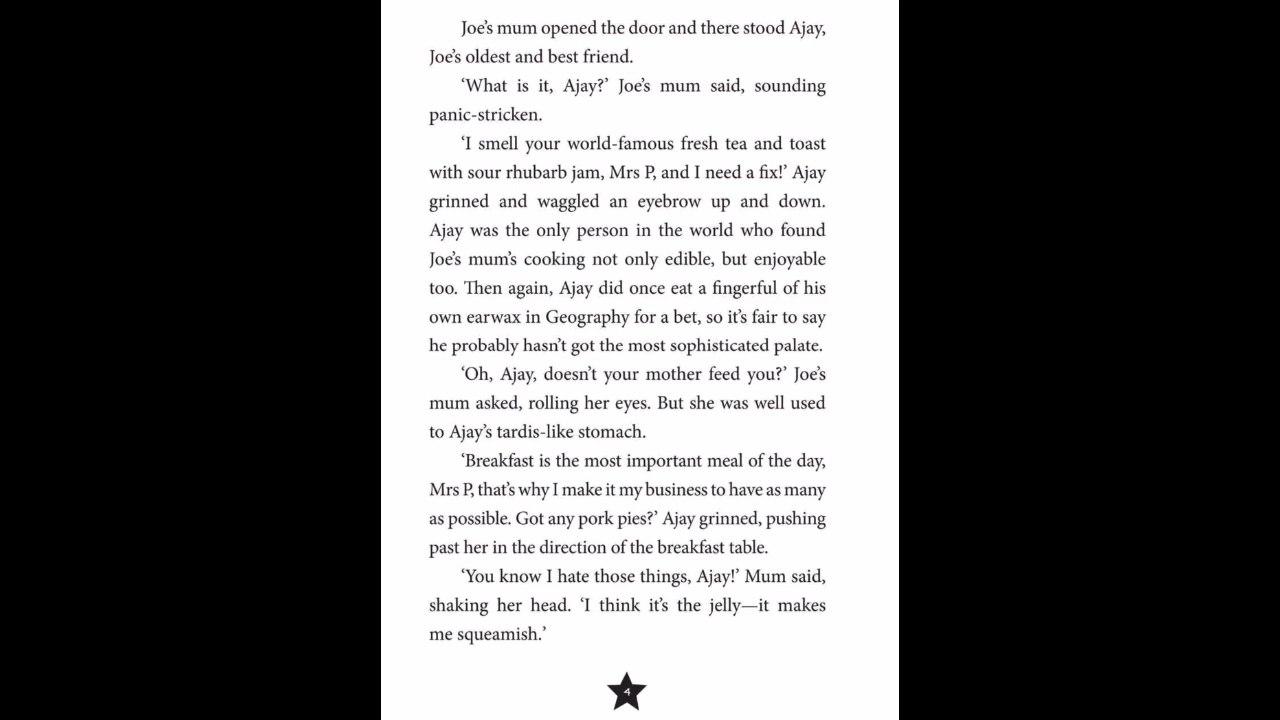 Joe’s mum opened the door and there stood Ajay,
Joe’s oldest and best friend.
‘What is it, Ajay?’ Joe’s mum said, sounding
panic-stricken.
‘I smell your world-famous fresh tea and toast
with sour rhubarb jam, Mrs P, and I need a fix!’ Ajay
grinned and waggled an eyebrow up and down.
Ajay was the only person in the world who found
Joe’s mum’s cooking not only edible, but enjoyable
too. Then again, Ajay did once eat a fingerful of his
own earwax in Geography for a bet, so it’s fair to say
he probably hasn’t got the most sophisticated palate.
‘Oh, Ajay, doesn’t your mother feed you?’ Joe’s
mum asked, rolling her eyes. But she was well used
to Ajay’s tardis-like stomach.
‘Breakfast is the most important meal of the day,
Mrs P, that’s why I make it my business to have as many
as possible. Got any pork pies?’ Ajay grinned, pushing
past her in the direction of the breakfast table.
‘You know I hate those things, Ajay!’ Mum said,
shaking her head. ‘I think it’s the jelly—it makes
me squeamish.’
4